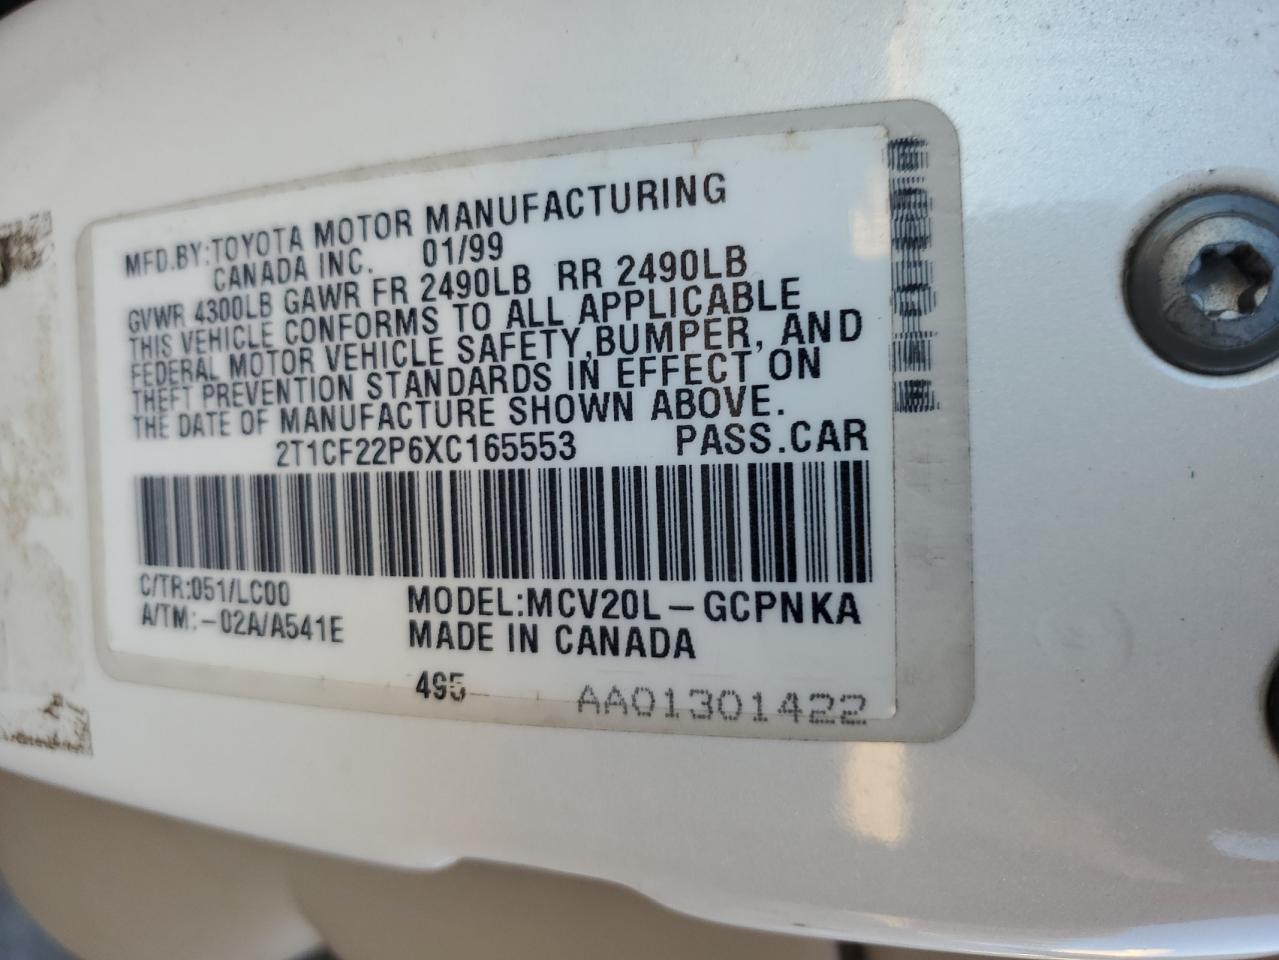 MFD.BY:TOYOTA MOTOR MANUFACTURING
CANADA INC. 01/99
GVWR 4300LB GAWR FR 2490LB RR 2490LB
THIS VEHICLE CONFORMS TO ALL APPLICABLE
FEDERAL MOTOR VEHICLE SAFETY,BUMPER, AND
THEFT PREVENTION STANDARDS IN EFFECT ON
THE DATE OF MANUFACTURE SHOWN ABOVE.
2T1CF22P6XC165553 PASS.CAR
C/TR:051/LC00 MODEL:MCV20L-GCPNKA
A/TM:-02A/A541E MADE IN CANADA
495 AA01301422